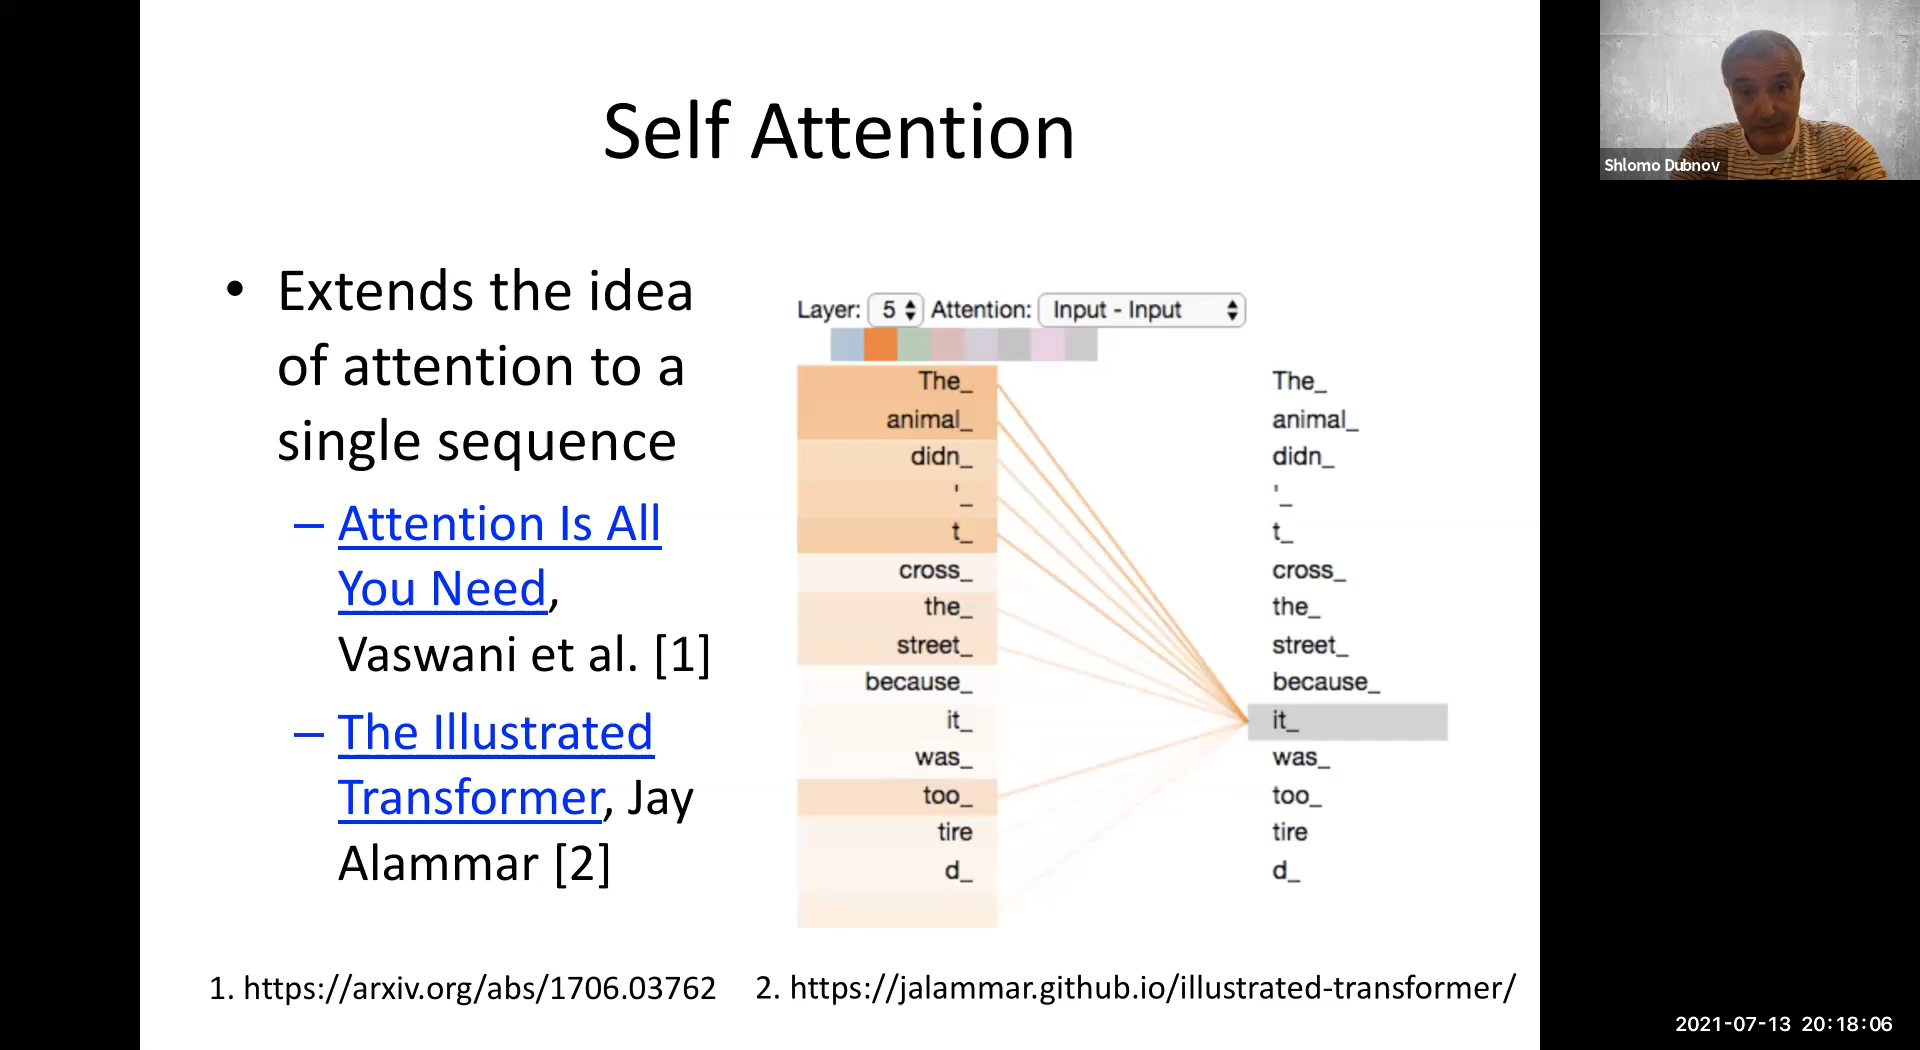 Self Attention
• Extends the idea
of attention to a
single sequence
– Attention Is All
You Need,
Vaswani et al. [1]
– The Illustrated
Transformer, Jay
Alammar [2]
Layer: 5 Attention: Input - Input
The_ The_
animal_ animal_
didn_ didn_
'_ '_
t_ t_
cross_ cross_
the_ the_
street_ street_
because_ because_
it_ it_
was_ was_
too_ too_
tire tire
d_ d_
1. https://arxiv.org/abs/1706.03762 2. https://jalammar.github.io/illustrated-transformer/
Shlomo Dubnov
2021-07-13 20:18:06